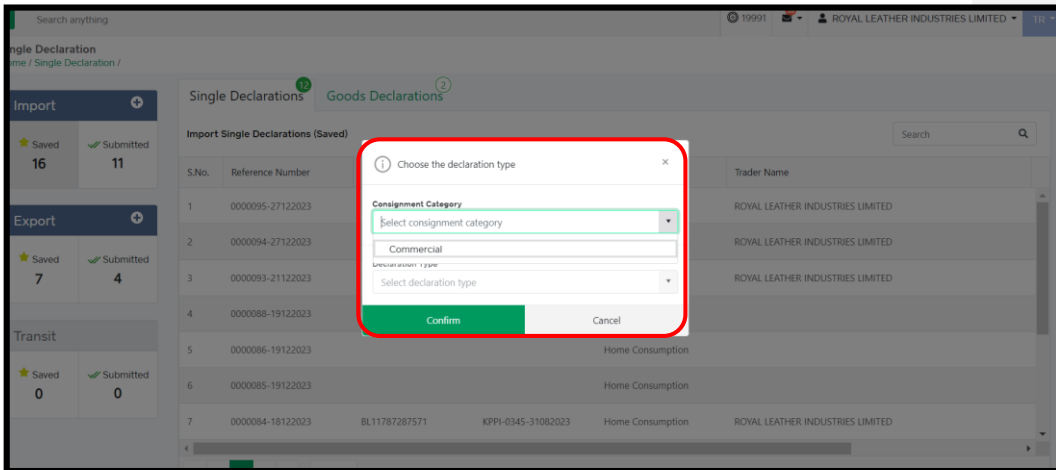 Search anything
19991
ROYAL LEATHER INDUSTRIES LIMITED
TR
ngle Declaration
ome / Single Declaration /
Import
Saved
16
Submitted
11
Export
Saved
7
Submitted
4
Transit
Saved
0
Submitted
0
Single Declarations
12
Goods Declarations
2
Import Single Declarations (Saved)
Search
S.No.
Reference Number
Trader Name
1
0000095-27122023
ROYAL LEATHER INDUSTRIES LIMITED
2
0000094-27122023
ROYAL LEATHER INDUSTRIES LIMITED
3
0000093-21122023
ROYAL LEATHER INDUSTRIES LIMITED
4
0000088-19122023
5
0000086-19122023
Home Consumption
6
0000085-19122023
Home Consumption
7
0000084-18122023
BL11787287571
KPPI-0345-31082023
Home Consumption
ROYAL LEATHER INDUSTRIES LIMITED
Choose the declaration type
×
Consignment Category
Select consignment category
Commercial
Declaration Type
Select declaration type
Confirm
Cancel